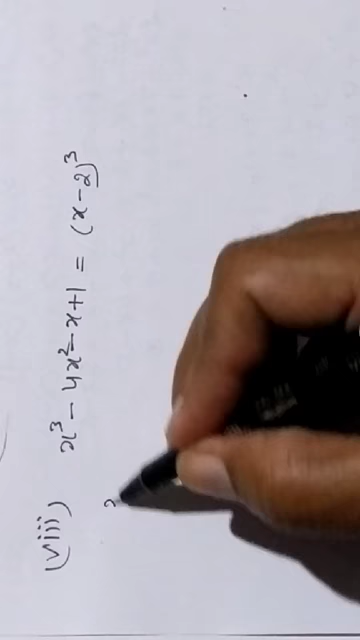 (viii) x³ - 4x² - x + 1 = (x - 2)³